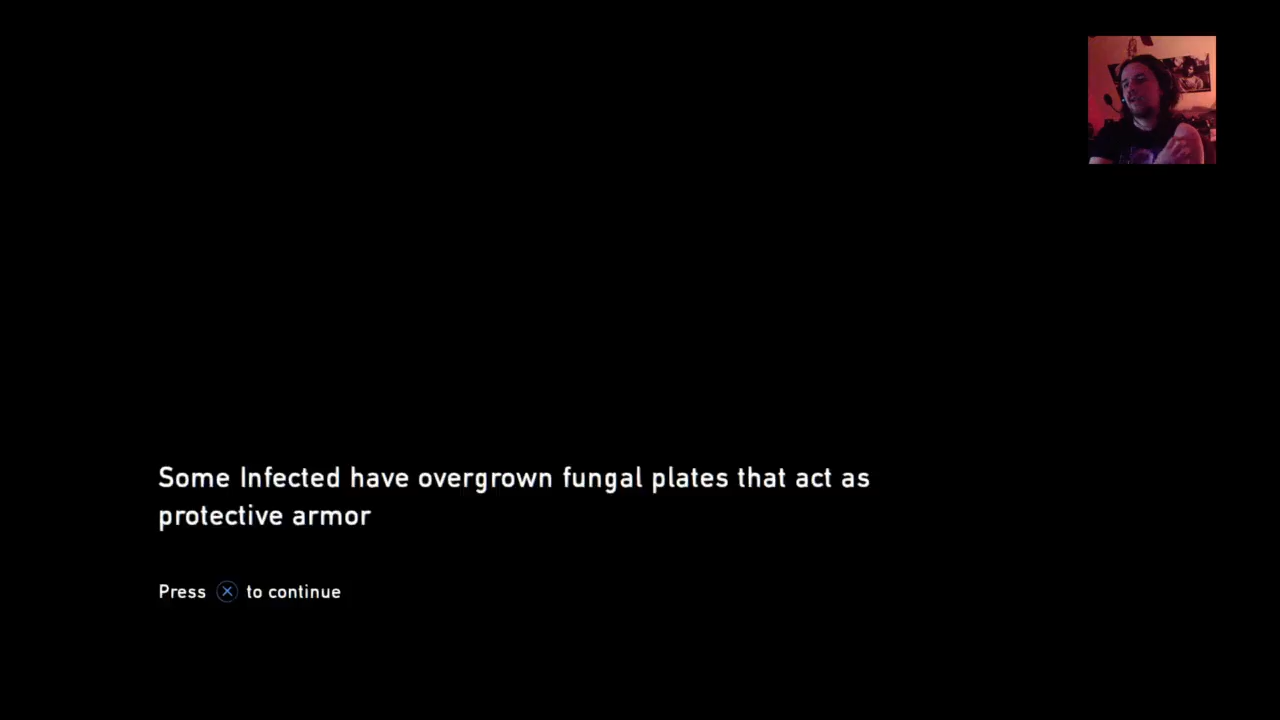 Some Infected have overgrown fungal plates that act as
protective armor
Press ⓧ to continue